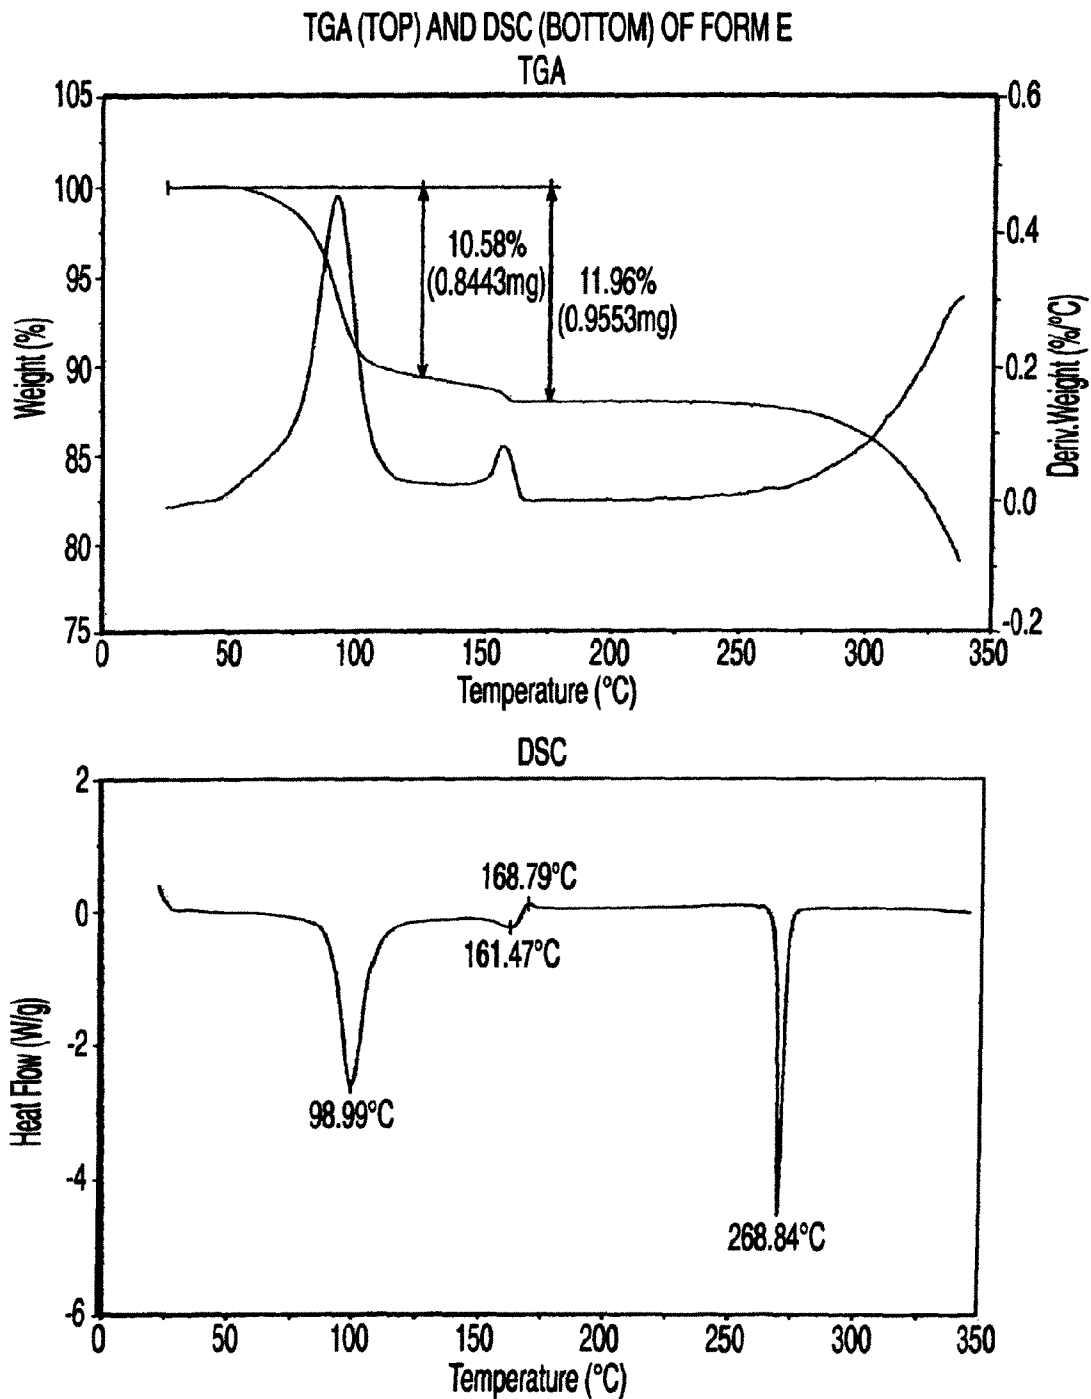 TGA (TOP) AND DSC (BOTTOM) OF FORM E
TGA
105
100
95
90
85
80
75
Weight (%)
0.6
0.4
0.2
0.0
-0.2
Deriv.Weight (%/°C)
10.58%
(0.8443mg)
11.96%
(0.9553mg)
0 50 100 150 200 250 300 350
Temperature (°C)
DSC
2
0
-2
-4
-6
Heat Flow (W/g)
168.79°C
161.47°C
98.99°C
268.84°C
0 50 100 150 200 250 300 350
Temperature (°C)